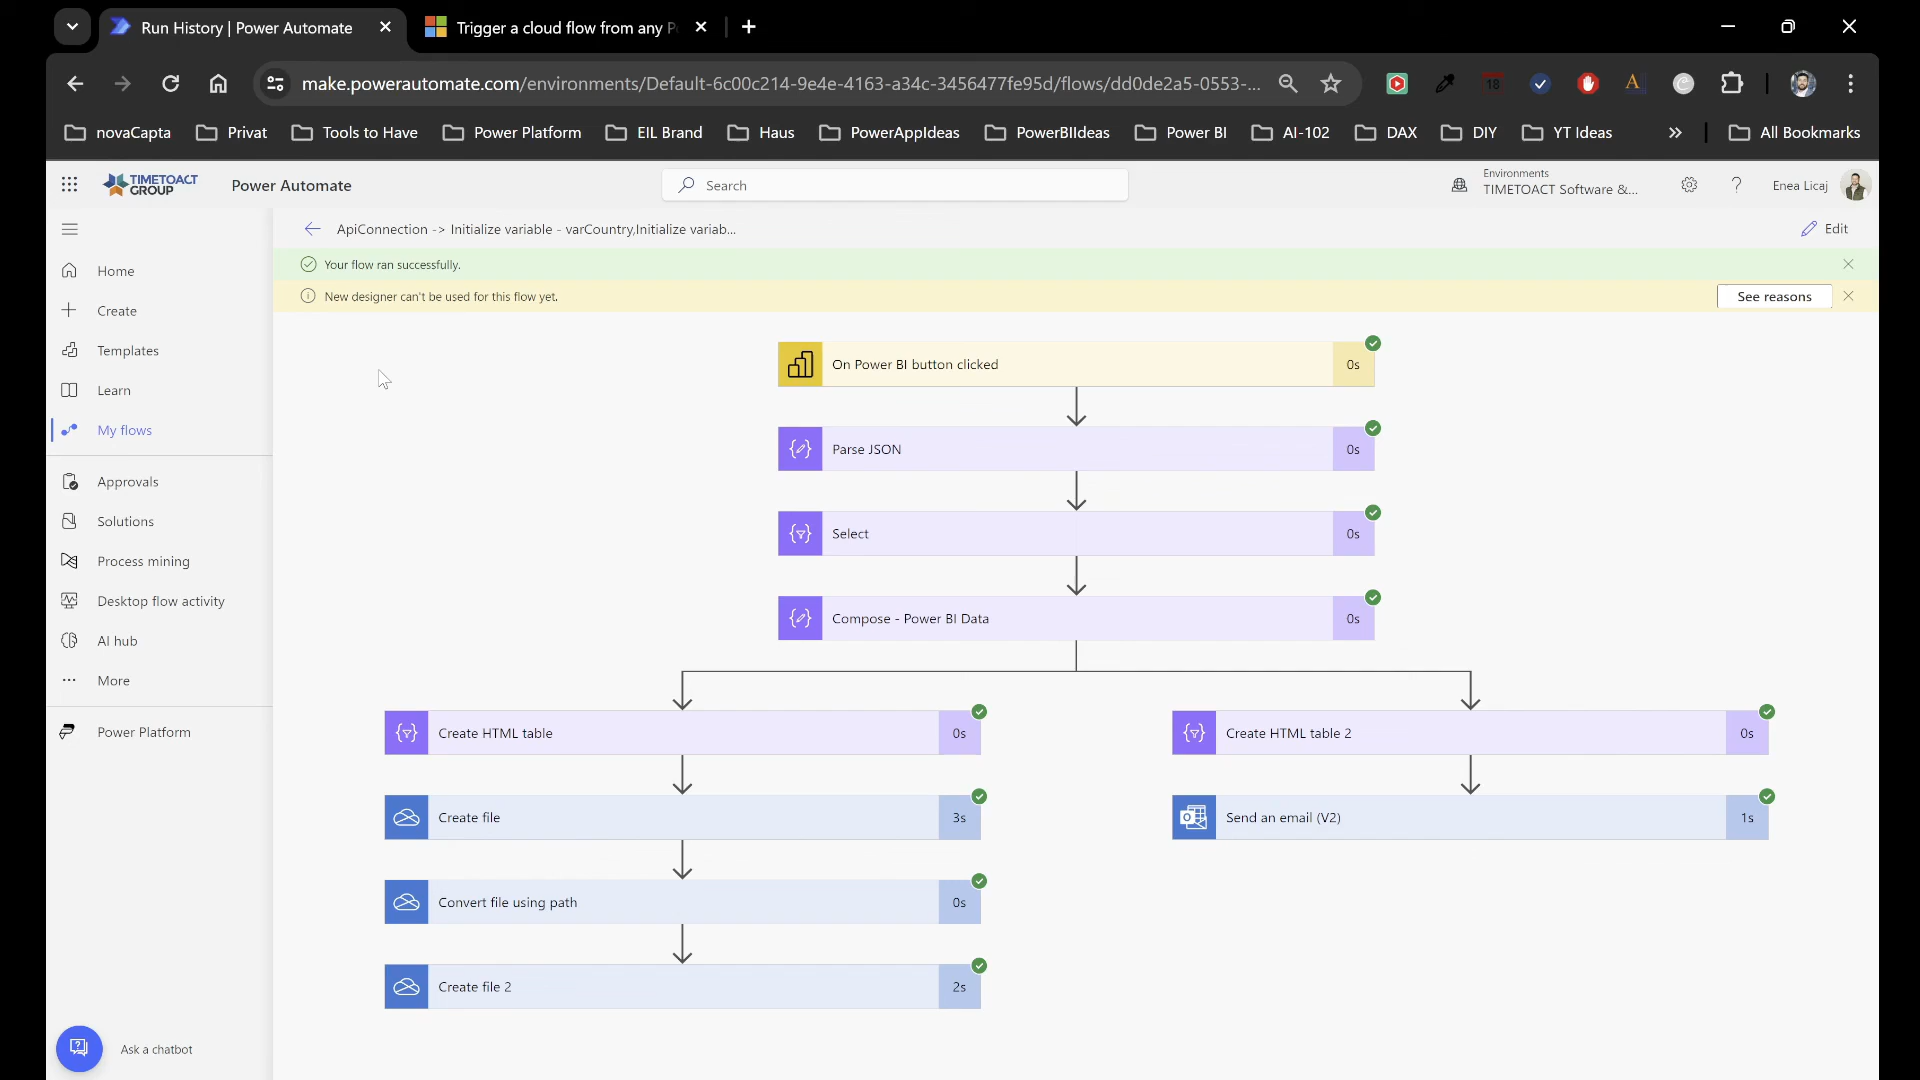 Run History | Power Automate
Trigger a cloud flow from any P
make.powerautomate.com/environments/Default-6c00c214-9e4e-4163-a34c-3456477fe95d/flows/dd0de2a5-0553-...
18
novaCapta
Privat
Tools to Have
Power Platform
EIL Brand
Haus
PowerAppIdeas
PowerBIIdeas
Power BI
AI-102
DAX
DIY
YT Ideas
»
All Bookmarks
TIMETOACT
GROUP
Power Automate
Search
Environments
TIMETOACT Software &...
Enea Licaj
ApiConnection -> Initialize variable - varCountry,Initialize variab...
Edit
Your flow ran successfully.
New designer can't be used for this flow yet.
See reasons
Home
Create
Templates
Learn
My flows
Approvals
Solutions
Process mining
Desktop flow activity
AI hub
More
Power Platform
Ask a chatbot
On Power BI button clicked
0s
Parse JSON
0s
Select
0s
Compose - Power BI Data
0s
Create HTML table
0s
Create HTML table 2
0s
Create file
3s
Send an email (V2)
1s
Convert file using path
0s
Create file 2
2s